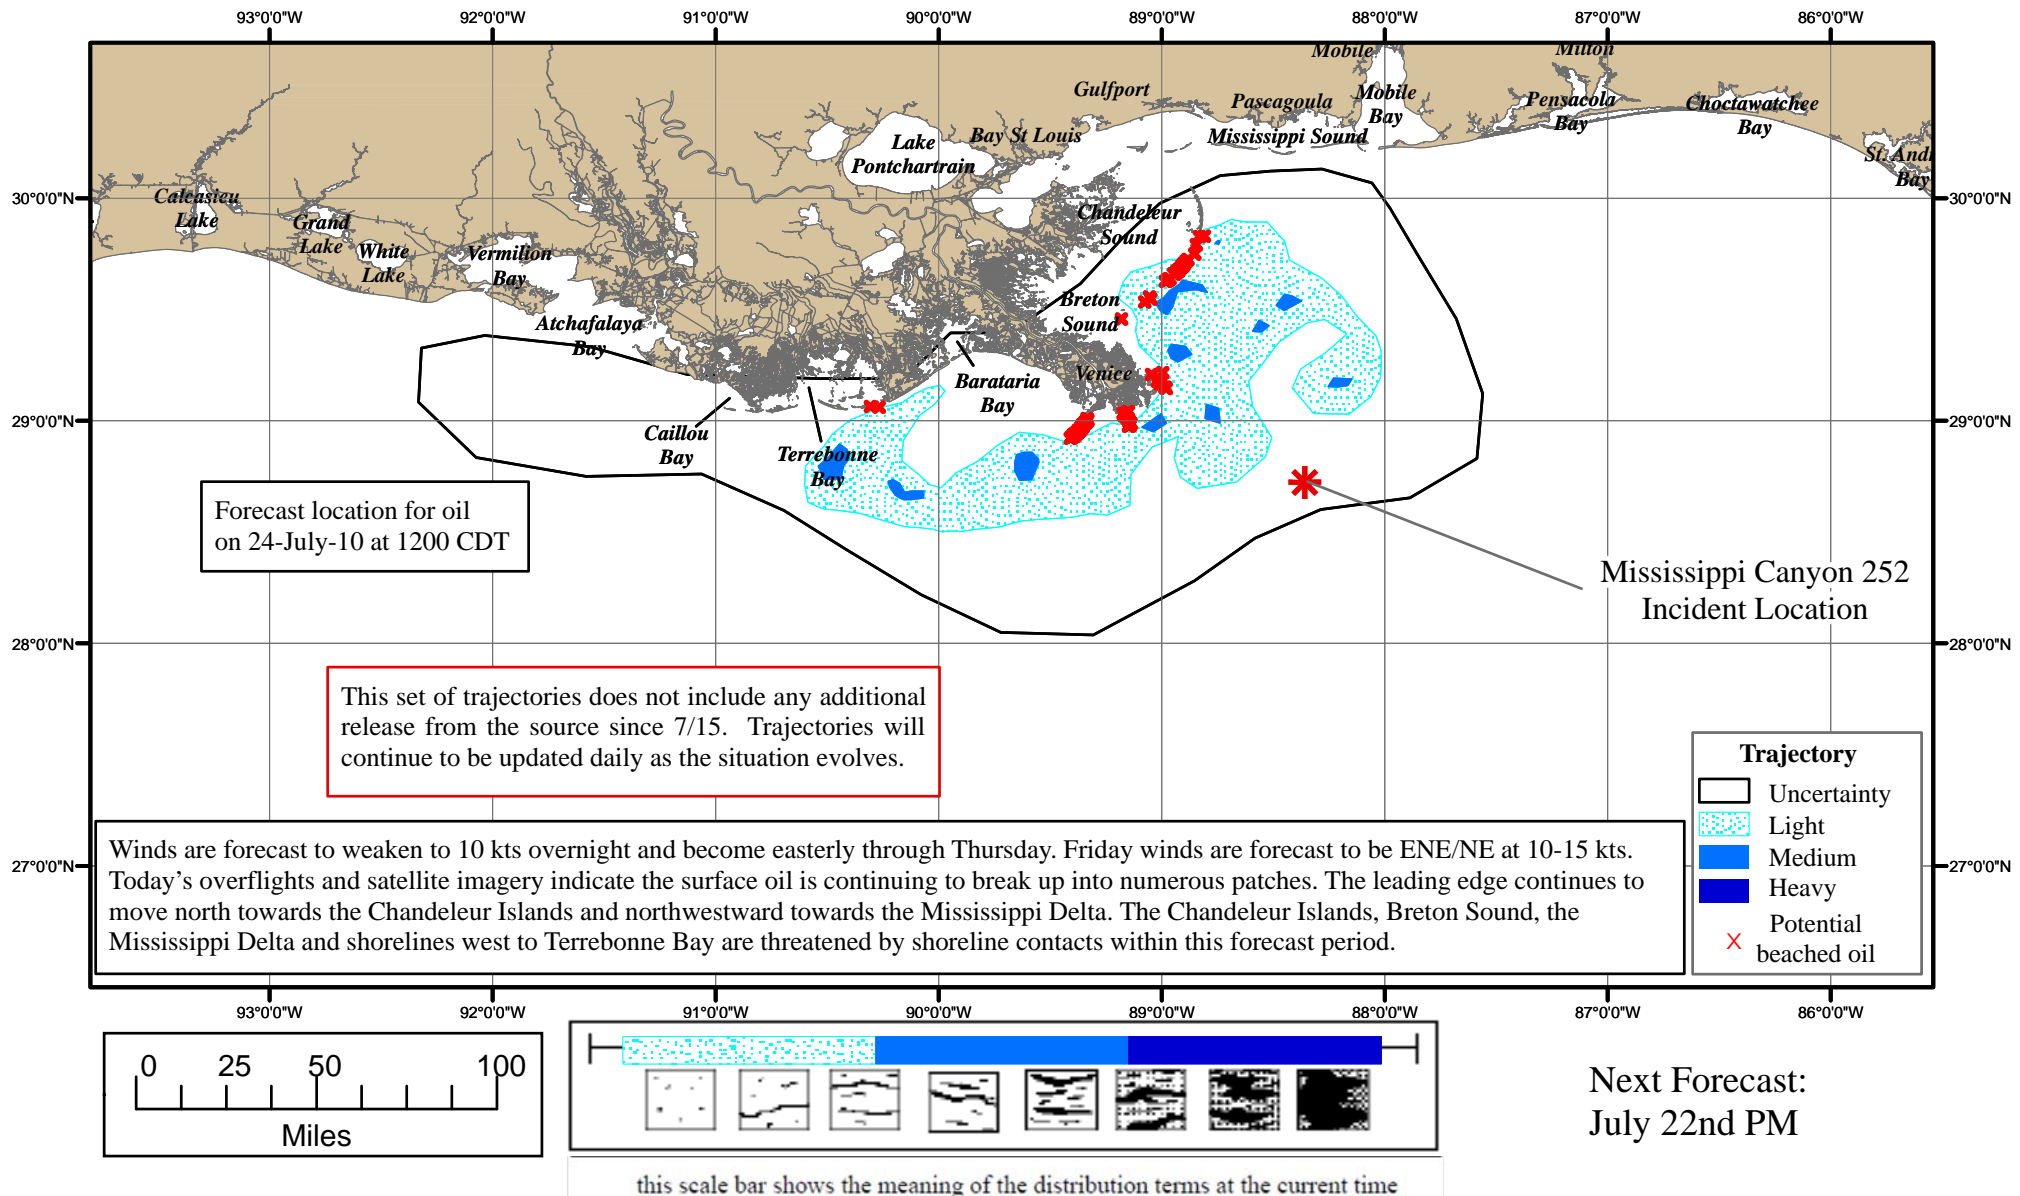 93°0'0"W 92°0'0"W 91°0'0"W 90°0'0"W 89°0'0"W 88°0'0"W 87°0'0"W 86°0'0"W
Mobile
Milton
Gulfport
Pascagoula
Mobile
Bay
Pensacola
Bay
Choctawatchee
Bay
Mississippi Sound
Bay St Louis
Lake
Pontchartrain
St. Andr
Bay
30°0'0"N
30°0'0"N
Calcasieu
Lake
Grand
Lake
White
Lake
Vermilion
Bay
Chandeleur
Sound
Breton
Sound
Atchafalaya
Bay
Venice
Barataria
Bay
29°0'0"N
29°0'0"N
Caillou
Bay
Terrebonne
Bay
Forecast location for oil
on 24-July-10 at 1200 CDT
Mississippi Canyon 252
Incident Location
28°0'0"N
28°0'0"N
This set of trajectories does not include any additional
release from the source since 7/15. Trajectories will
continue to be updated daily as the situation evolves.
Trajectory
Uncertainty
Light
Medium
Heavy
Potential
beached oil
27°0'0"N
27°0'0"N
Winds are forecast to weaken to 10 kts overnight and become easterly through Thursday. Friday winds are forecast to be ENE/NE at 10-15 kts.
Today's overflights and satellite imagery indicate the surface oil is continuing to break up into numerous patches. The leading edge continues to
move north towards the Chandeleur Islands and northwestward towards the Mississippi Delta. The Chandeleur Islands, Breton Sound, the
Mississippi Delta and shorelines west to Terrebonne Bay are threatened by shoreline contacts within this forecast period.
93°0'0"W 92°0'0"W 91°0'0"W 90°0'0"W 89°0'0"W 88°0'0"W 87°0'0"W 86°0'0"W
0 25 50 100
Miles
Next Forecast:
July 22nd PM
this scale bar shows the meaning of the distribution terms at the current time